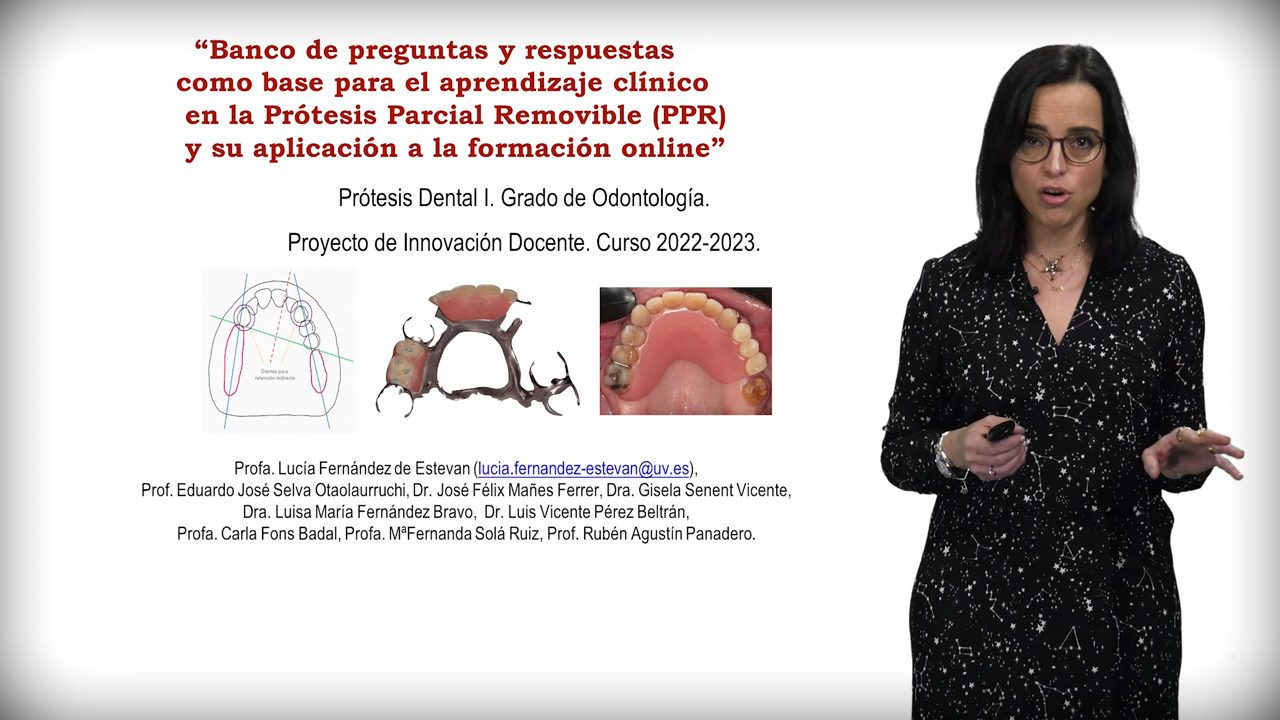 “Banco de preguntas y respuestas
como base para el aprendizaje clínico
en la Prótesis Parcial Removible (PPR)
y su aplicación a la formación online”
Prótesis Dental I. Grado de Odontología.
Proyecto de Innovación Docente. Curso 2022-2023.
Dientes para
retención indirecta
Profa. Lucía Fernández de Estevan (lucia.fernandez-estevan@uv.es),
Prof. Eduardo José Selva Otaolaurruchi, Dr. José Félix Mañes Ferrer, Dra. Gisela Senent Vicente,
Dra. Luisa María Fernández Bravo, Dr. Luis Vicente Pérez Beltrán,
Profa. Carla Fons Badal, Profa. MªFernanda Solá Ruiz, Prof. Rubén Agustín Panadero.